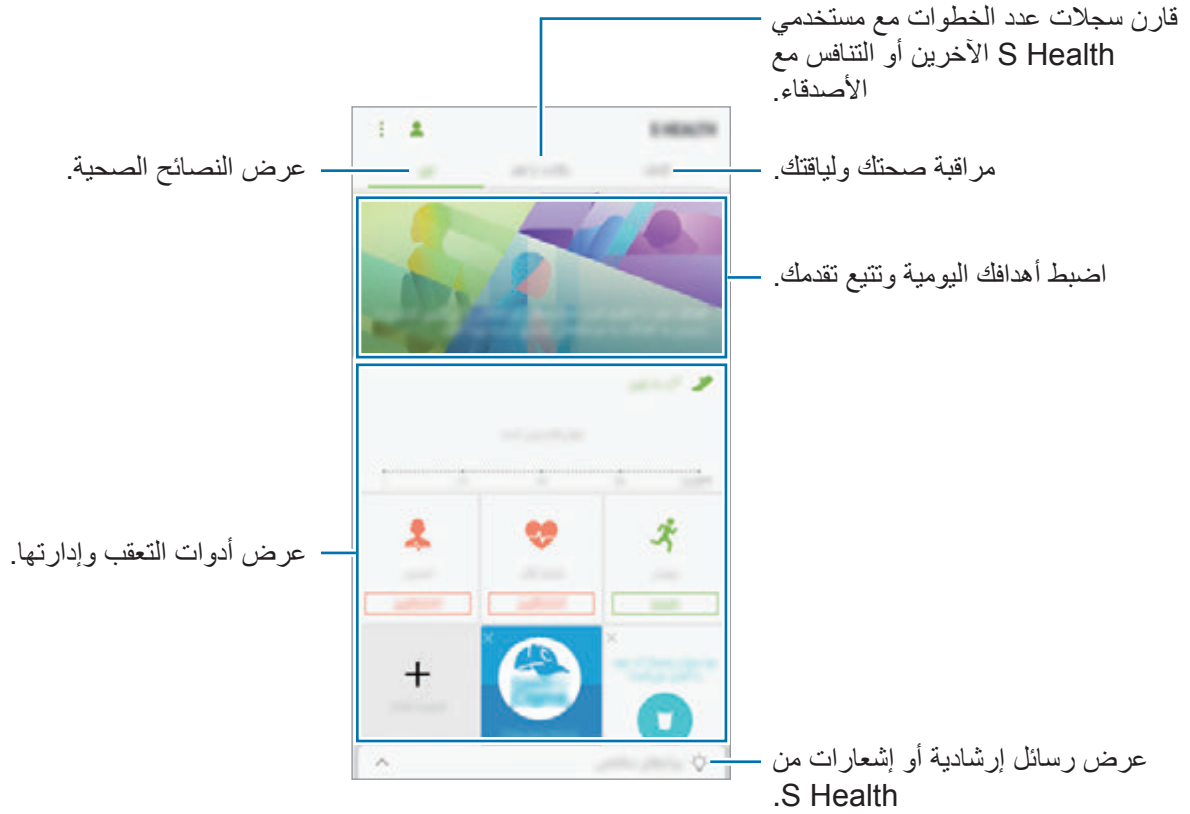 قارن سجلات عدد الخطوات مع مستخدمي
S Health الآخرين أو التنافس مع
الأصدقاء.
S HEALTH
مراقبة صحتك ولياقتك.
عرض النصائح الصحية.
اضبط أهدافك اليومية وتتبع تقدمك.
عرض أدوات التعقب وإدارتها.
عرض رسائل إرشادية أو إشعارات من
S Health.